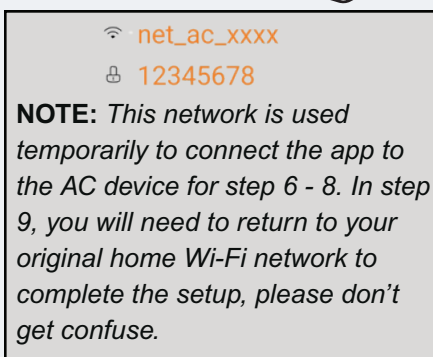 net_ac_xxxx
12345678
NOTE: This network is used
temporarily to connect the app to
the AC device for step 6 - 8. In step
9, you will need to return to your
original home Wi-Fi network to
complete the setup, please don't
get confuse.